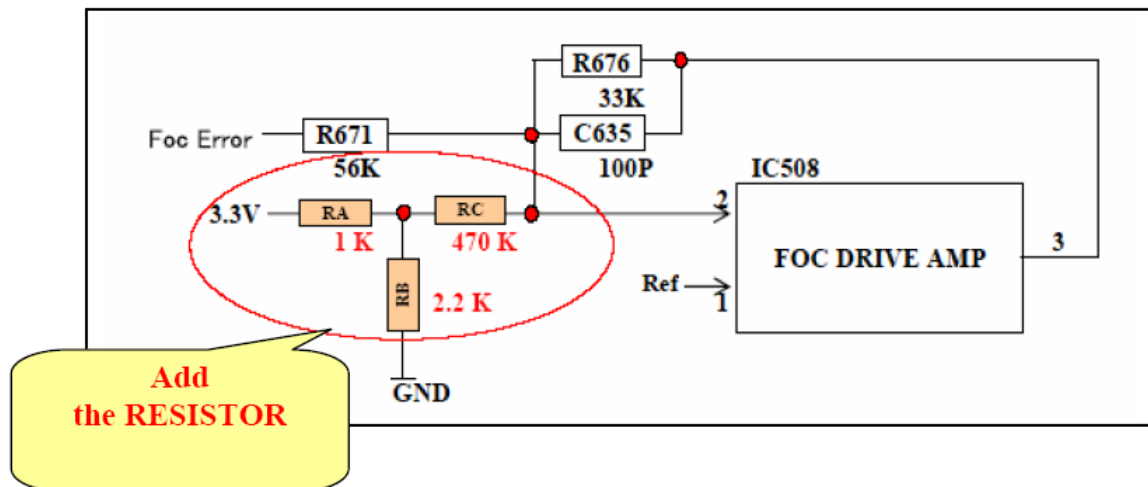 R676
33K
Foc Error
R671
C635
56K
100P
IC508
3.3V
RA
RC
2
1 K
470 K
FOC DRIVE AMP
3
RB
2.2 K
Ref
1
GND
Add
the RESISTOR